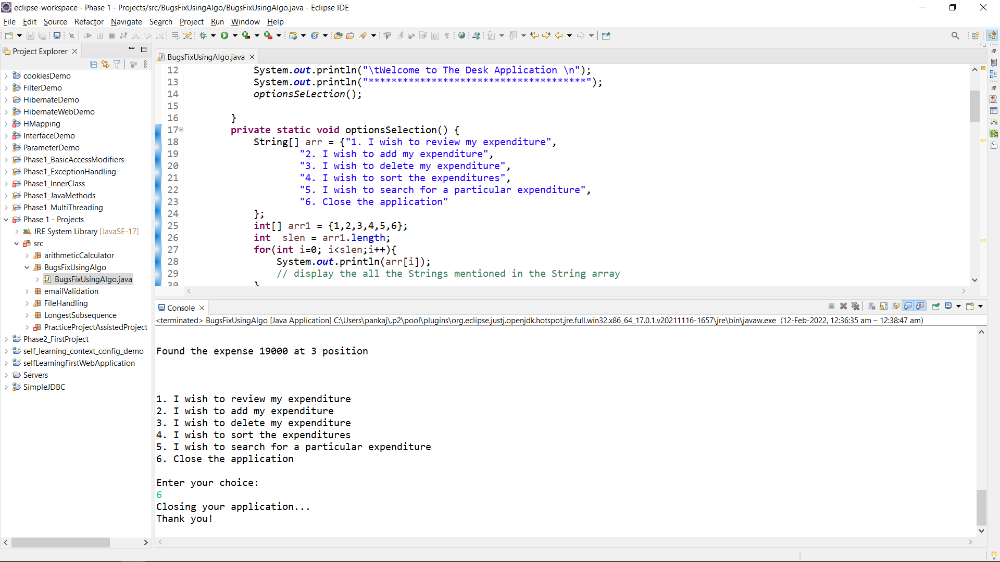 eclipse-workspace - Phase 1 - Projects/src/BugsFixUsingAlgo/BugsFixUsingAlgo.java - Eclipse IDE
File Edit Source Refactor Navigate Search Project Run Window Help
Project Explorer
cookiesDemo
FilterDemo
HibernateDemo
HibernateWebDemo
HMapping
InterfaceDemo
ParameterDemo
Phase1_BasicAccessModifiers
Phase1_ExceptionHandling
Phase1_InnerClass
Phase1_JavaMethods
Phase1_MultiThreading
Phase 1 - Projects
JRE System Library [JavaSE-17]
src
arithmeticCalculator
BugsFixUsingAlgo
BugsFixUsingAlgo.java
emailValidation
FileHandling
LongestSubsequence
PracticeProjectAssistedProject
Phase2_FirstProject
self_learning_context_config_demo
selfLearningFirstWebApplication
Servers
SimpleJDBC
BugsFixUsingAlgo.java
12 System.out.println("\tWelcome to The Desk Application \n");
13 System.out.println("**************************************");
14 optionsSelection();
15
16 }
17 private static void optionsSelection() {
18 String[] arr = {"1. I wish to review my expenditure",
19 "2. I wish to add my expenditure",
20 "3. I wish to delete my expenditure",
21 "4. I wish to sort the expenditures",
22 "5. I wish to search for a particular expenditure",
23 "6. Close the application"
24 };
25 int[] arr1 = {1,2,3,4,5,6};
26 int  slen = arr1.length;
27 for(int i=0; i<slen;i++){
28 System.out.println(arr[i]);
29 // display the all the Strings mentioned in the String array
30 }
Console
<terminated> BugsFixUsingAlgo [Java Application] C:\Users\pankaj\.p2\pool\plugins\org.eclipse.justj.openjdk.hotspot.jre.full.win32.x86_64_17.0.1.v20211116-1657\jre\bin\javaw.exe (12-Feb-2022, 12:36:35 am – 12:38:47 am)
Found the expense 19000 at 3 position
1. I wish to review my expenditure
2. I wish to add my expenditure
3. I wish to delete my expenditure
4. I wish to sort the expenditures
5. I wish to search for a particular expenditure
6. Close the application
Enter your choice:
6
Closing your application...
Thank you!